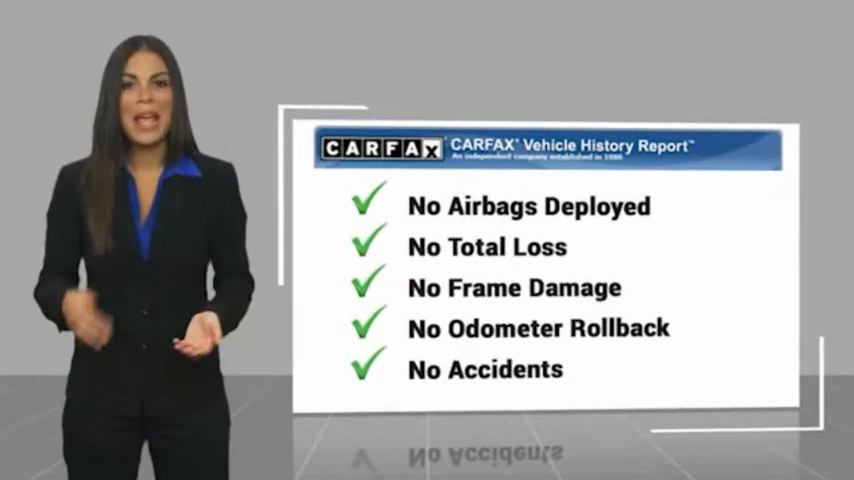 CARFAX CARFAX® Vehicle History Report™
An independent company established in 1986
No Airbags Deployed
No Total Loss
No Frame Damage
No Odometer Rollback
No Accidents
No Accidents